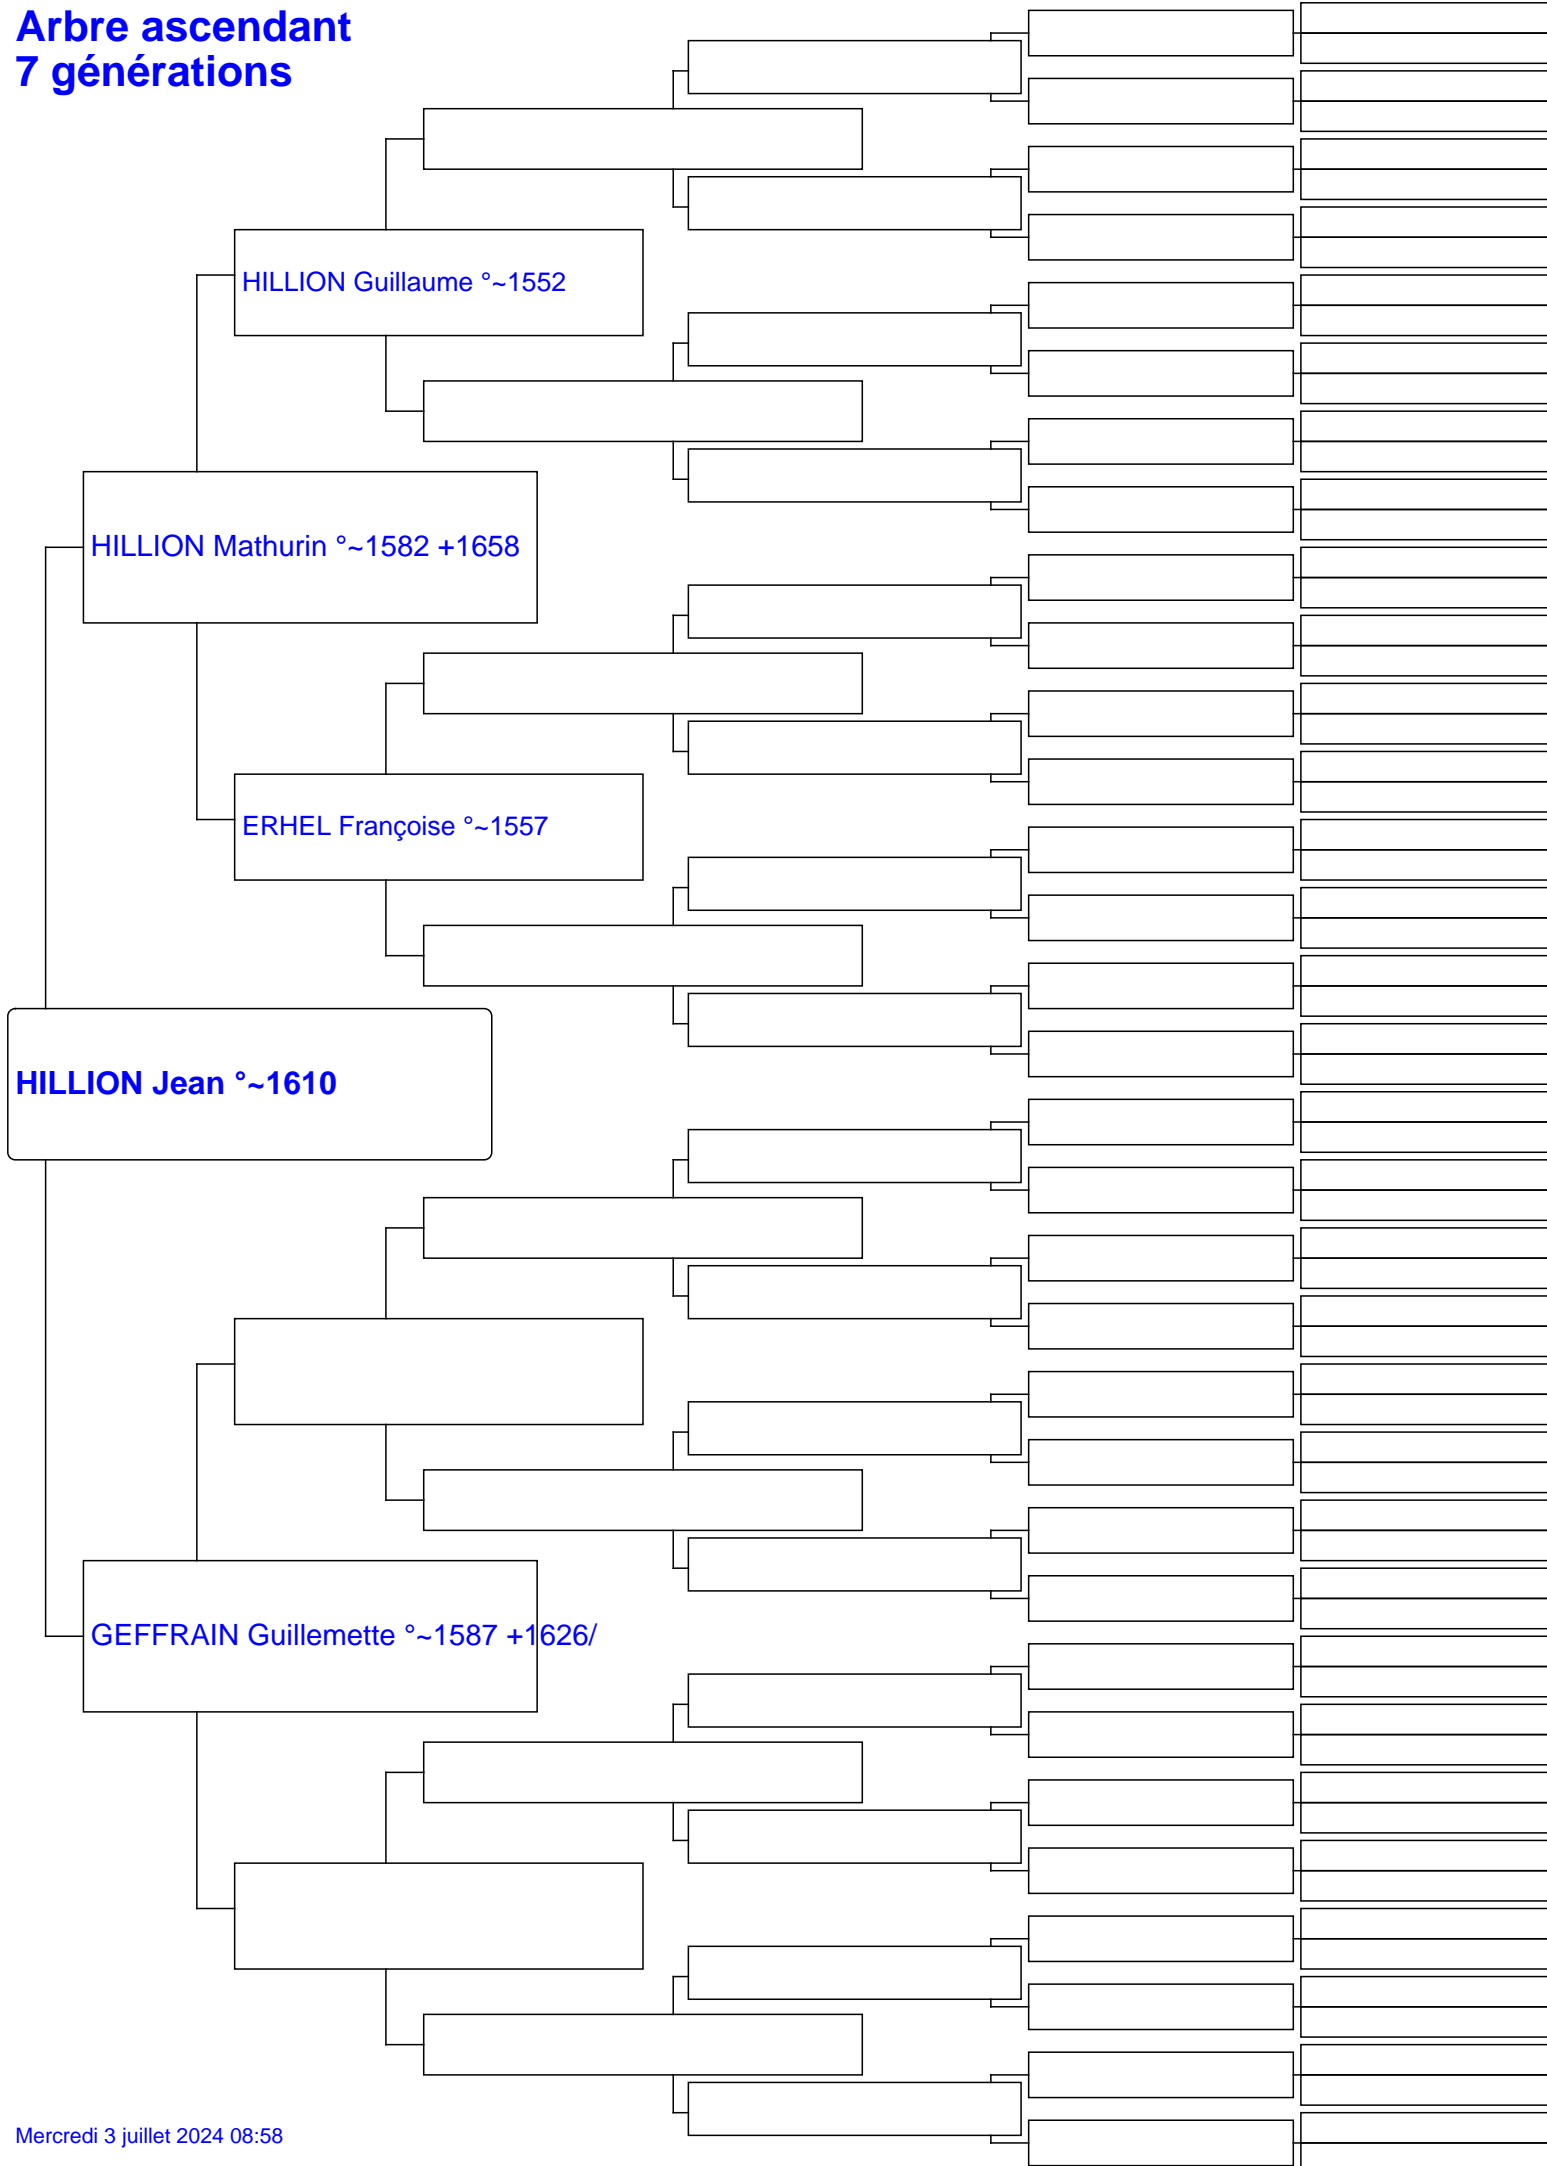 Arbre ascendant
7 générations
HILLION Guillaume °~1552
HILLION Mathurin °~1582 +1658
ERHEL Françoise °~1557
HILLION Jean °~1610
GEFFRAIN Guillemette °~1587 +1626/
Mercredi 3 juillet 2024 08:58